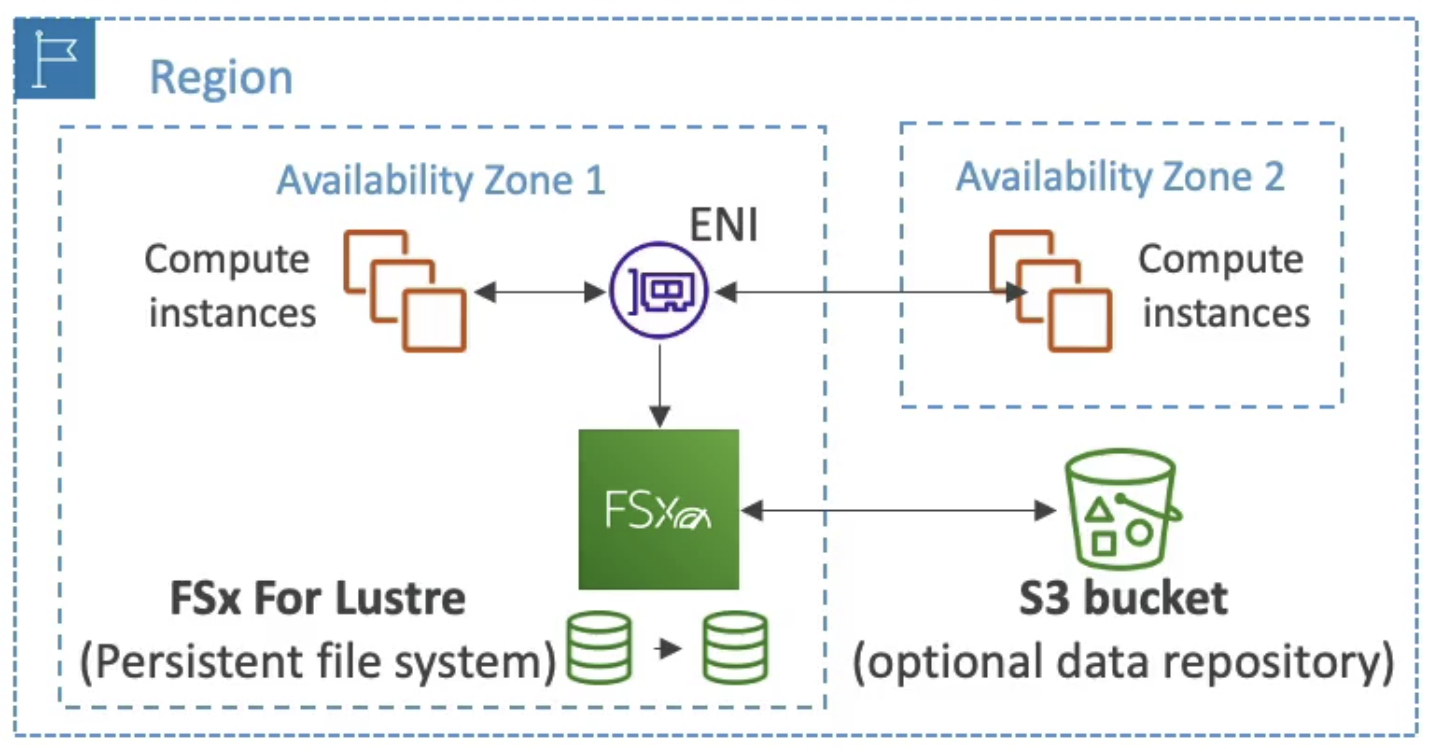 Region
Availability Zone 1
Availability Zone 2
ENI
Compute
instances
Compute
instances
FSx
FSx For Lustre
(Persistent file system)
S3 bucket
(optional data repository)